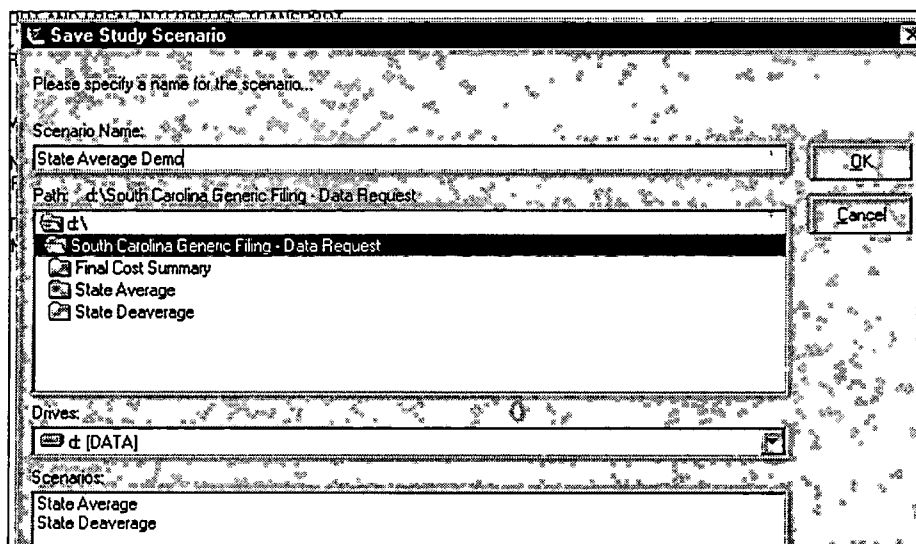 Save Study Scenario
Please specify a name for the scenario...
Scenario Name:
State Average Demo
OK
Path: d:\South Carolina Generic Filing - Data Request
Cancel
d:\
South Carolina Generic Filing - Data Request
Final Cost Summary
State Average
State Deaverage
Drives:
d: [DATA]
Scenarios:
State Average
State Deaverage